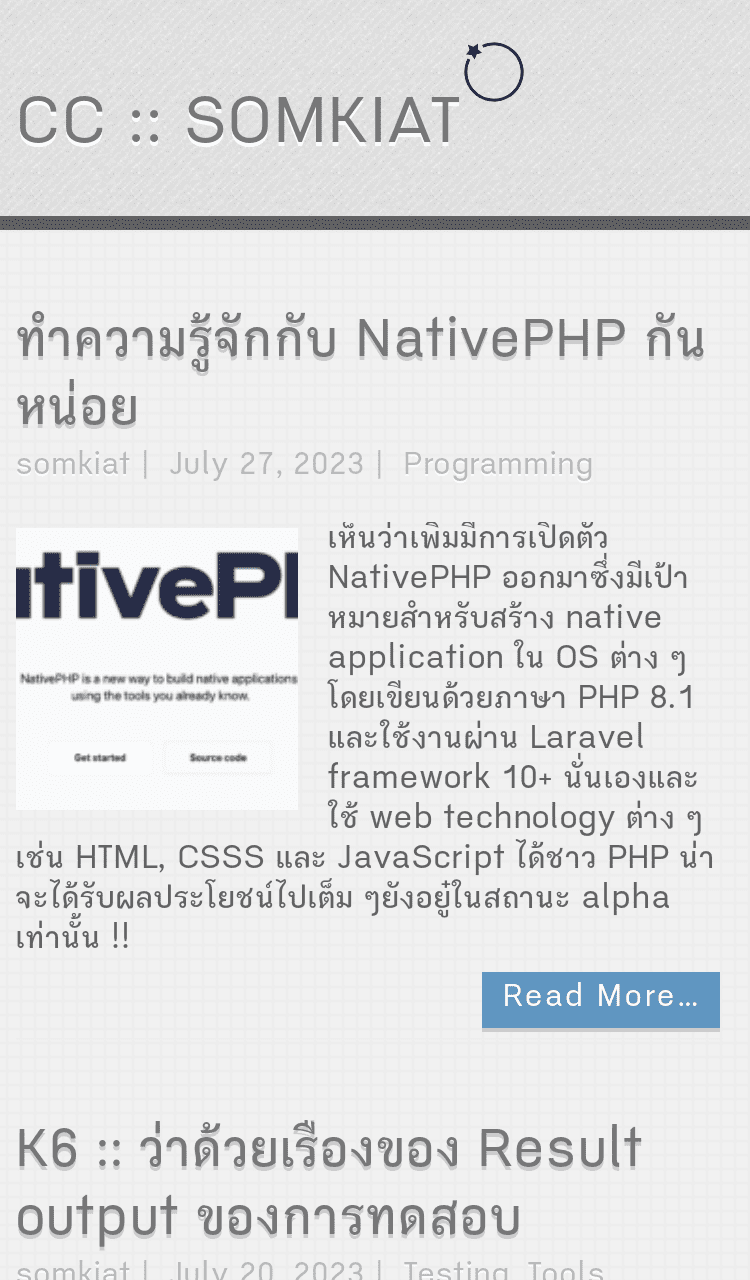 CC :: SOMKIAT
ทำความรู้จักกับ NativePHP กัน
หน่อย
somkiat | July 27, 2023 | Programming
tivePH
NativePHP is a new way to build native applications
using the tools you already know.
Get started Source code
เห็นว่าเพิ่มมีการเปิดตัว
NativePHP ออกมาซึ่งมีเป้า
หมายสำหรับสร้าง native
application ใน OS ต่าง ๆ
โดยเขียนด้วยภาษา PHP 8.1
และใช้งานผ่าน Laravel
framework 10+ นั่นเองและ
ใช้ web technology ต่าง ๆ
เช่น HTML, CSSS และ JavaScript ได้ชาว PHP น่า
จะได้รับผลประโยชน์ไปเต็ม ๆยังอยู่ในสถานะ alpha
เท่านั้น !!
Read More...
K6 :: ว่าด้วยเรื่องของ Result
output ของการทดสอบ
somkiat | July 20, 2023 | Testing, Tools